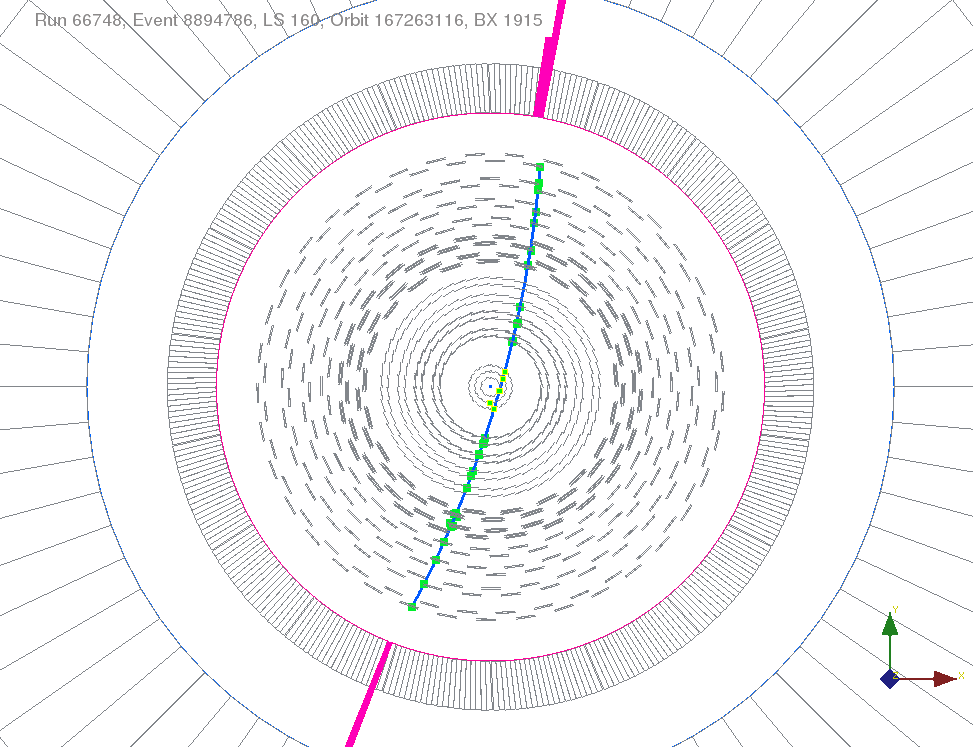 Run 66748, Event 8894786, LS 160, Orbit 167263116, BX 1915
Y
X